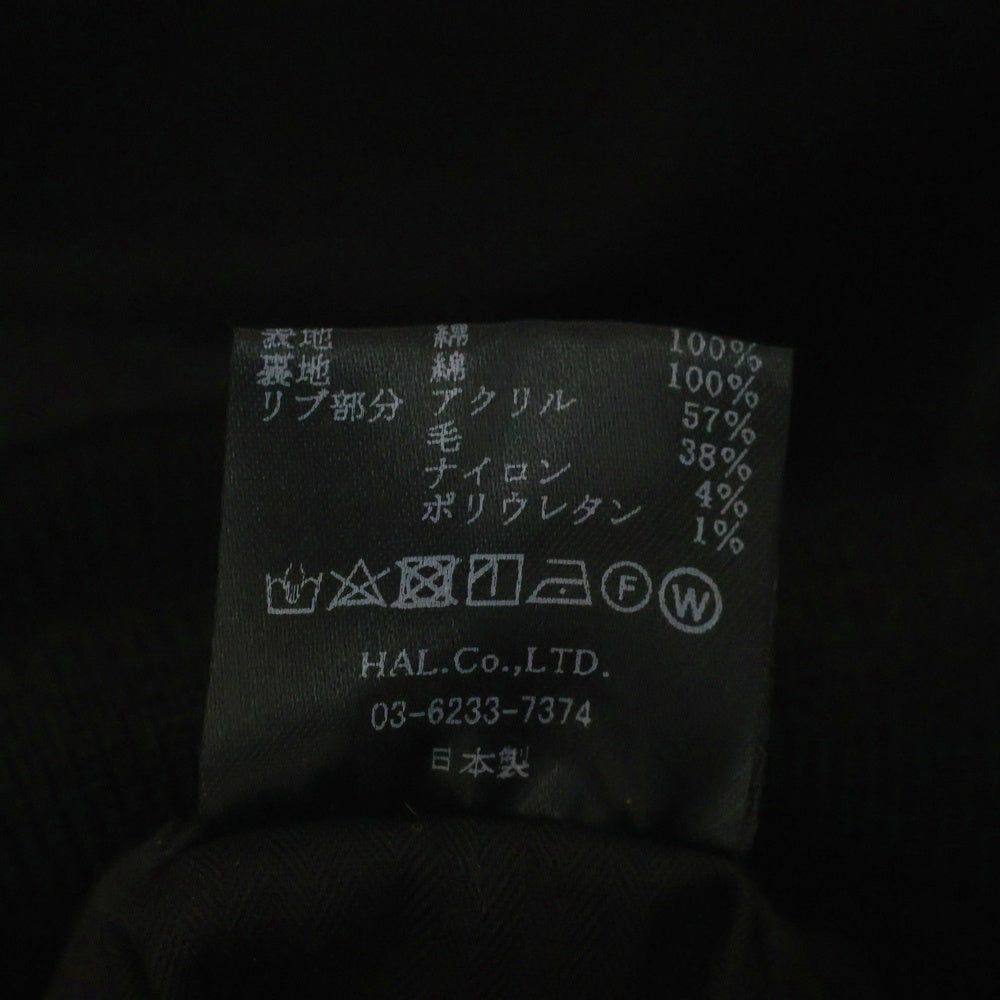 表地 綿 100%
裏地 綿 100%
リブ部分 アクリル 57%
毛 38%
ナイロン 4%
ポリウレタン 1%
F W
HAL.Co.,LTD.
03-6233-7374
日本製